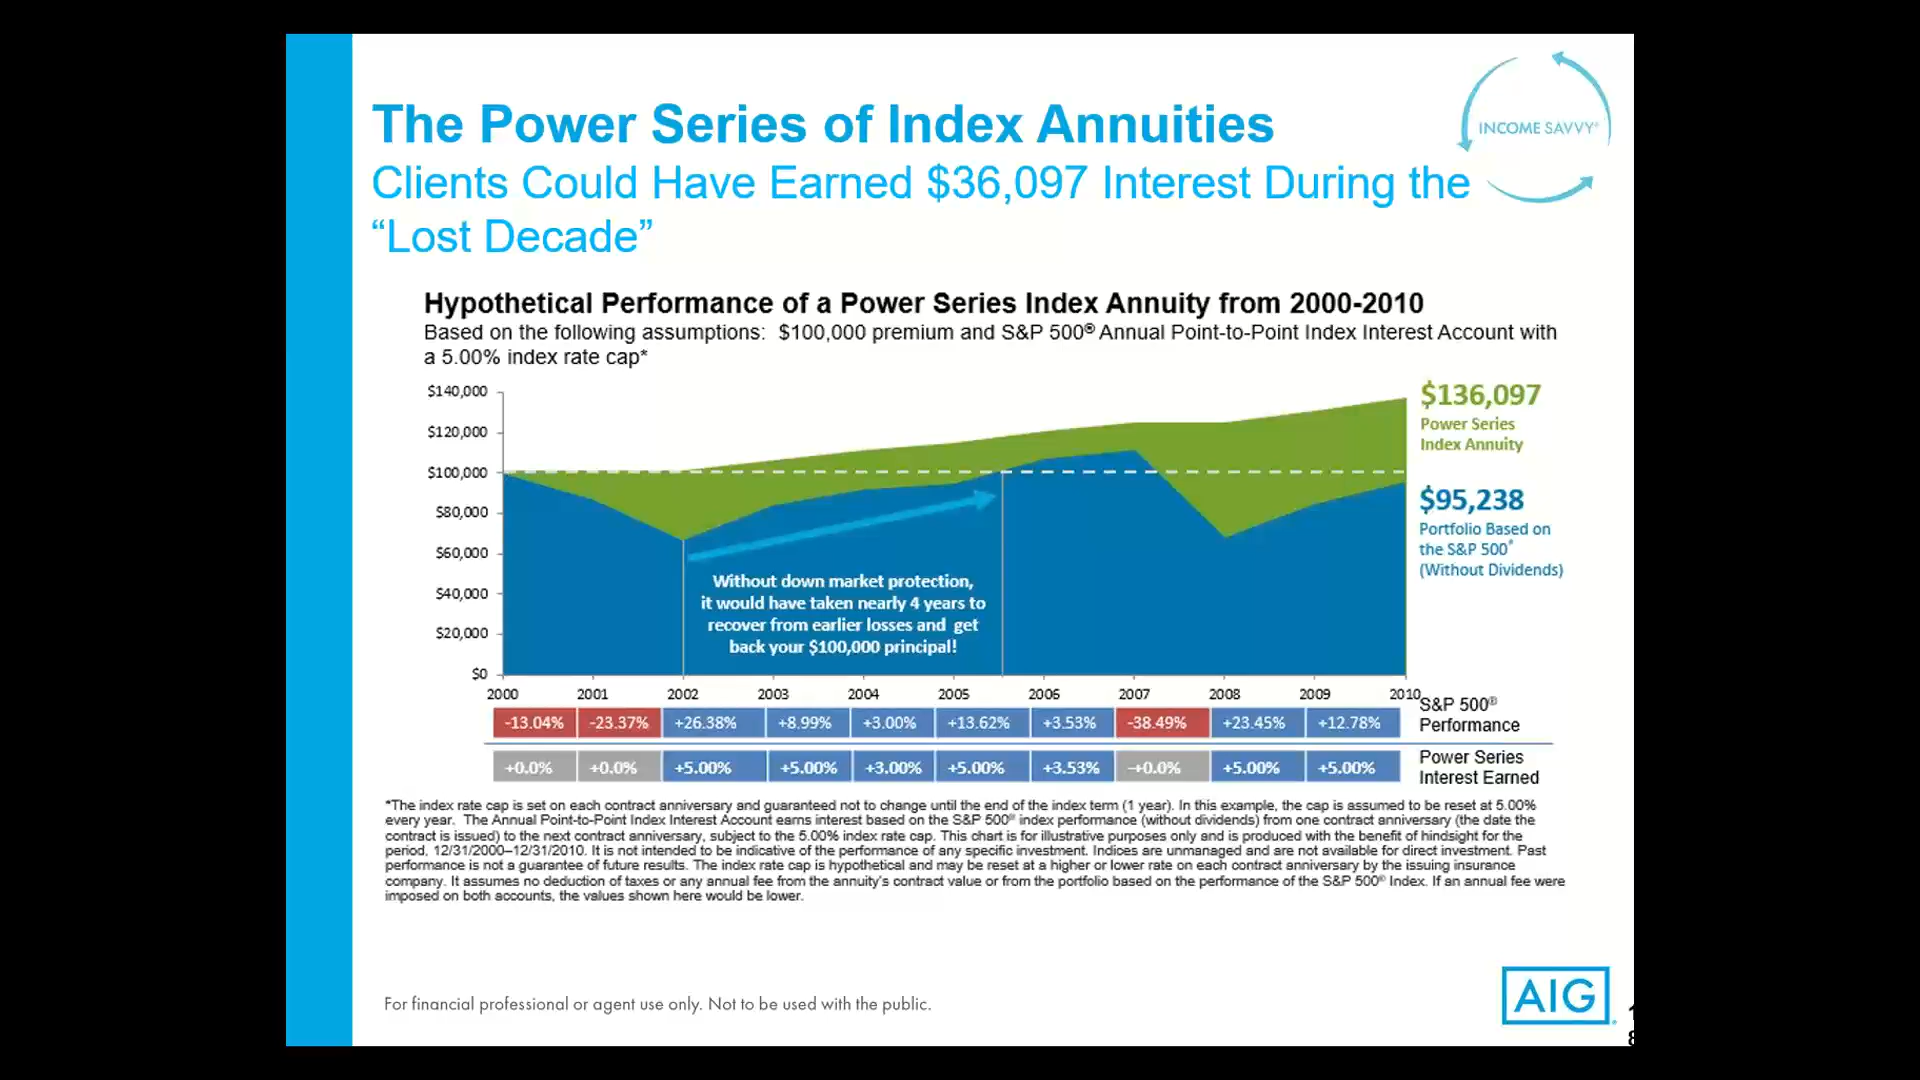 The Power Series of Index Annuities
Clients Could Have Earned $36,097 Interest During the
“Lost Decade”
INCOME SAVVY®
Hypothetical Performance of a Power Series Index Annuity from 2000-2010
Based on the following assumptions: $100,000 premium and S&P 500® Annual Point-to-Point Index Interest Account with
a 5.00% index rate cap*
$140,000
$120,000
$100,000
$80,000
$60,000
$40,000
$20,000
$0
Without down market protection,
it would have taken nearly 4 years to
recover from earlier losses and get
back your $100,000 principal!
$136,097
Power Series
Index Annuity
$95,238
Portfolio Based on
the S&P 500®
(Without Dividends)
2000 2001 2002 2003 2004 2005 2006 2007 2008 2009 2010
-13.04% -23.37% +26.38% +8.99% +3.00% +13.62% +3.53% -38.49% +23.45% +12.78%
S&P 500®
Performance
+0.0% +0.0% +5.00% +5.00% +3.00% +5.00% +3.53% +0.0% +5.00% +5.00%
Power Series
Interest Earned
*The index rate cap is set on each contract anniversary and guaranteed not to change until the end of the index term (1 year). In this example, the cap is assumed to be reset at 5.00%
every year. The Annual Point-to-Point Index Interest Account earns interest based on the S&P 500® index performance (without dividends) from one contract anniversary (the date the
contract is issued) to the next contract anniversary, subject to the 5.00% index rate cap. This chart is for illustrative purposes only and is produced with the benefit of hindsight for the
period, 12/31/2000–12/31/2010. It is not intended to be indicative of the performance of any specific investment. Indices are unmanaged and are not available for direct investment. Past
performance is not a guarantee of future results. The index rate cap is hypothetical and may be reset at a higher or lower rate on each contract anniversary by the issuing insurance
company. It assumes no deduction of taxes or any annual fee from the annuity's contract value or from the portfolio based on the performance of the S&P 500® Index. If an annual fee were
imposed on both accounts, the values shown here would be lower.
For financial professional or agent use only. Not to be used with the public.
AIG